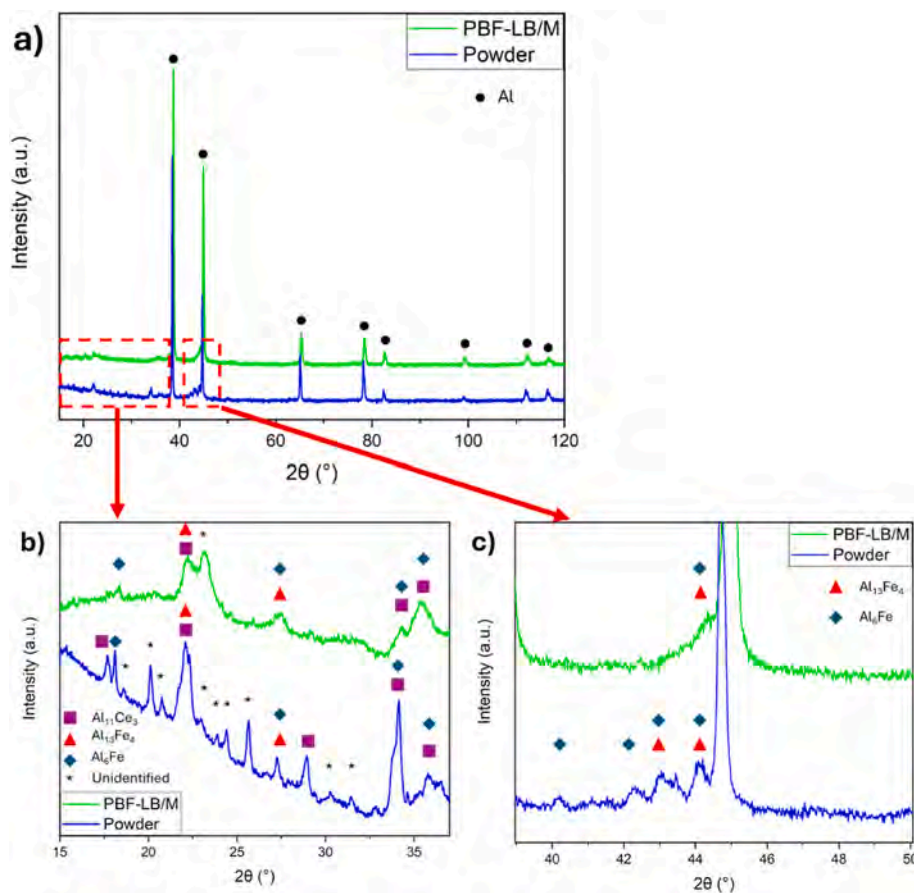 a)
PBF-LB/M
Powder
Al
Intensity (a.u.)
20 40 60 80 100 120
2θ (°)
b)
Intensity (a.u.)
Al₁₁Ce₃
Al₁₃Fe₄
Al₆Fe
Unidentified
PBF-LB/M
Powder
15 20 25 30 35
2θ (°)
c)
PBF-LB/M
Powder
Al₁₃Fe₄
Al₆Fe
Intensity (a.u.)
40 42 44 46 48 50
2θ (°)